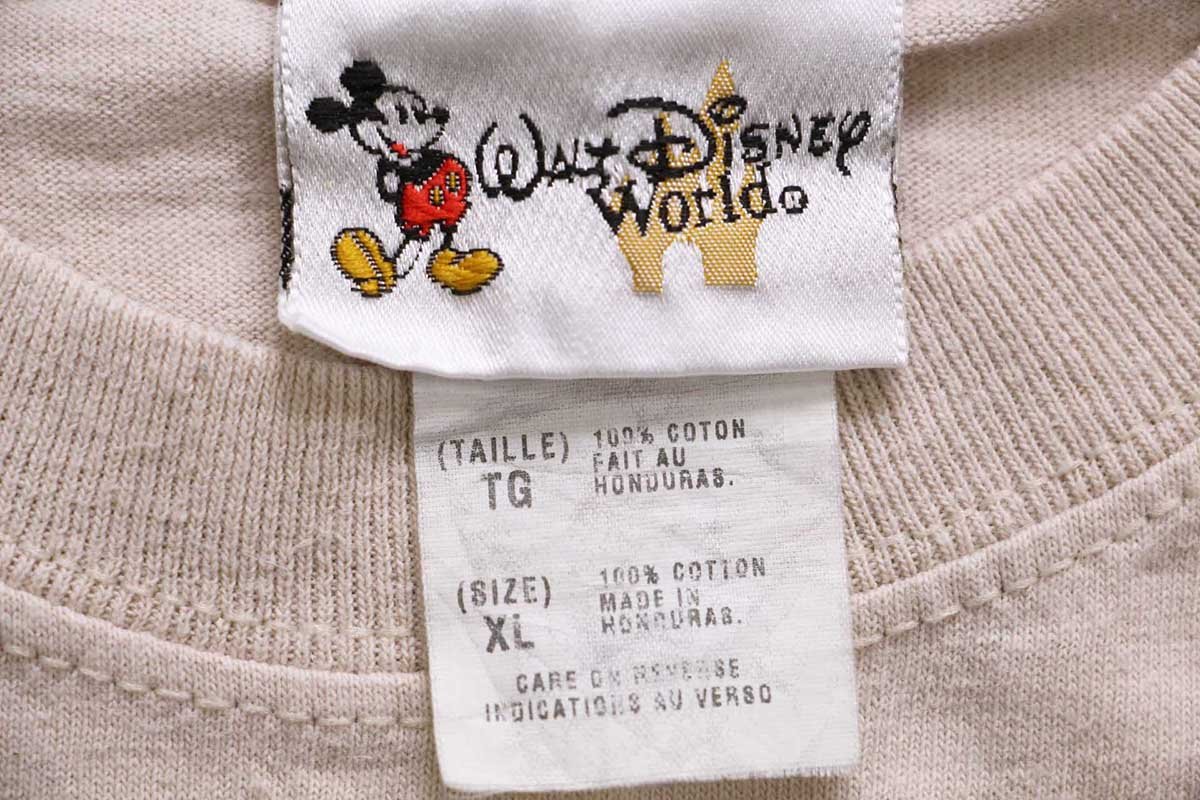 WALT DISNEY
World®
(TAILLE) 100% COTON
TG FAIT AU
HONDURAS.
(SIZE) 100% COTTON
XL MADE IN
HONDURAS.
CARE ON REVERSE
INDICATIONS AU VERSO